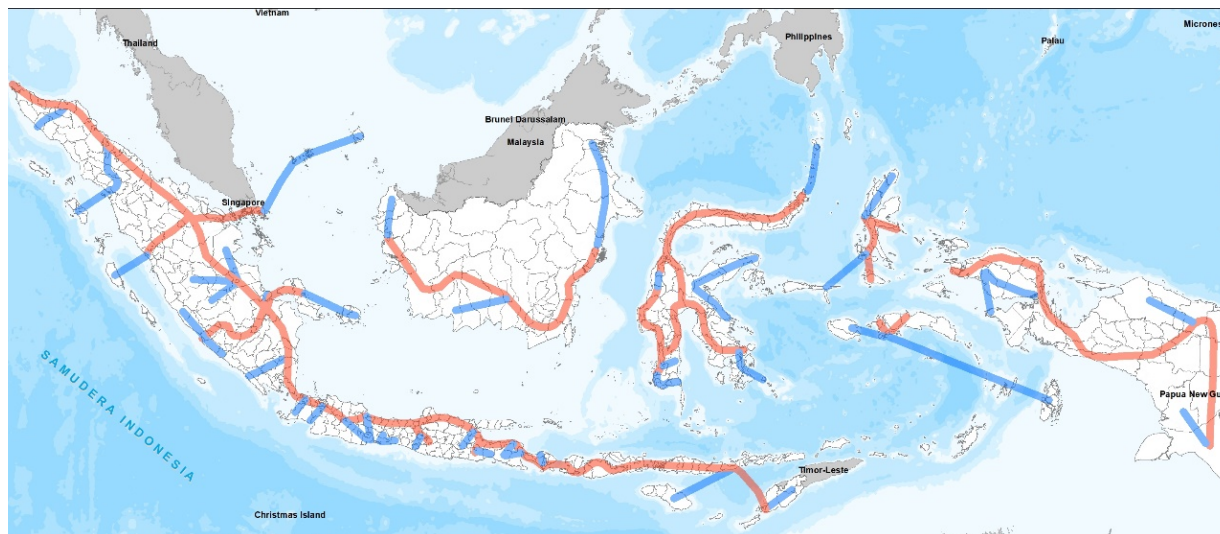 Vietnam
Micrones
Thailand
Philippines
Palau
Brunei Darussalam
Malaysia
Singapore
SAMUDERA INDONESIA
Papua New Gu
Timor-Leste
Christmas Island